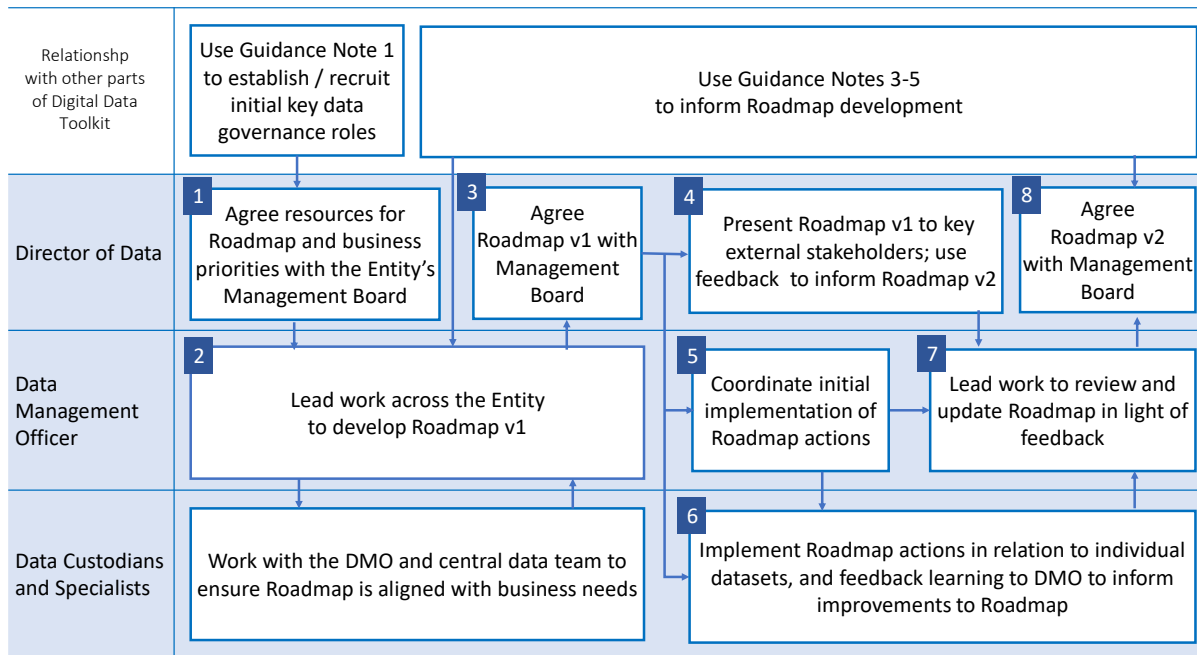 Relationshp
with other parts
of Digital Data
Toolkit
Use Guidance Note 1
to establish / recruit
initial key data
governance roles
Use Guidance Notes 3-5
to inform Roadmap development
Director of Data
1
Agree resources for
Roadmap and business
priorities with the Entity's
Management Board
3
Agree
Roadmap v1 with
Management
Board
4
Present Roadmap v1 to key
external stakeholders; use
feedback to inform Roadmap v2
8
Agree
Roadmap v2
with Management
Board
Data
Management
Officer
2
Lead work across the Entity
to develop Roadmap v1
5
Coordinate initial
implementation of
Roadmap actions
7
Lead work to review and
update Roadmap in light of
feedback
Data Custodians
and Specialists
Work with the DMO and central data team to
ensure Roadmap is aligned with business needs
6
Implement Roadmap actions in relation to individual
datasets, and feedback learning to DMO to inform
improvements to Roadmap